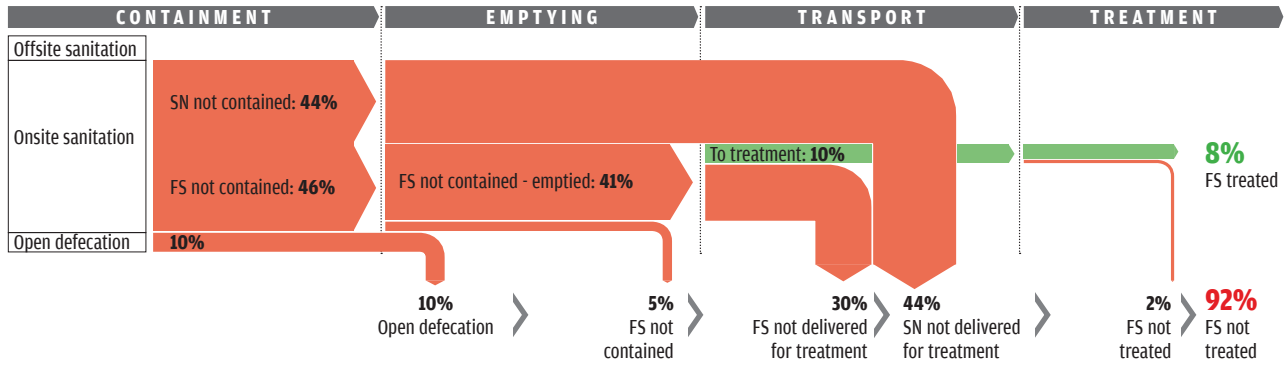 CONTAINMENT
EMPTYING
TRANSPORT
TREATMENT
Offsite sanitation
Onsite sanitation
Open defecation
SN not contained: 44%
FS not contained: 46%
10%
FS not contained - emptied: 41%
To treatment: 10%
8%
FS treated
10%
Open defecation
5%
FS not
contained
30%
FS not delivered
for treatment
44%
SN not delivered
for treatment
2%
FS not
treated
92%
FS not
treated